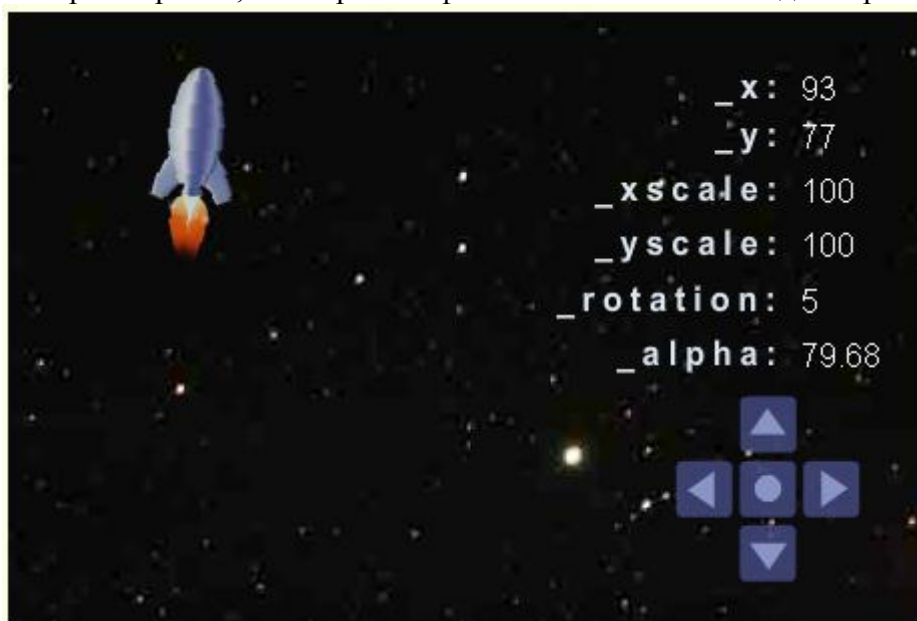 _x: 93
_y: 77
_xscale: 100
_yscale: 100
_rotation: 5
_alpha: 79.68